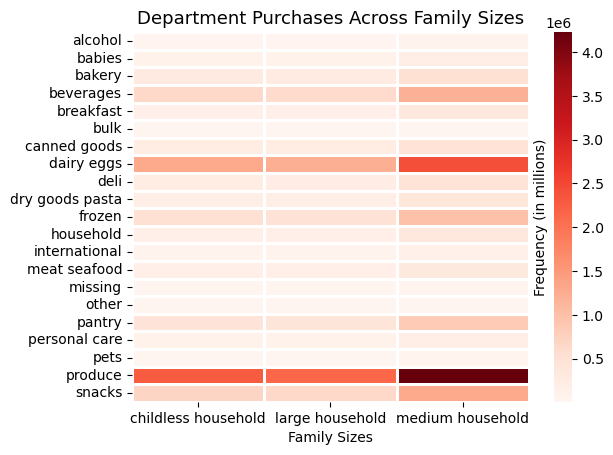 Department Purchases Across Family Sizes
1e6
alcohol
babies
bakery
beverages
breakfast
bulk
canned goods
dairy eggs
deli
dry goods pasta
frozen
household
international
meat seafood
missing
other
pantry
personal care
pets
produce
snacks
childless household large household medium household
Family Sizes
4.0
3.5
3.0
2.5
2.0
1.5
1.0
0.5
Frequency (in millions)